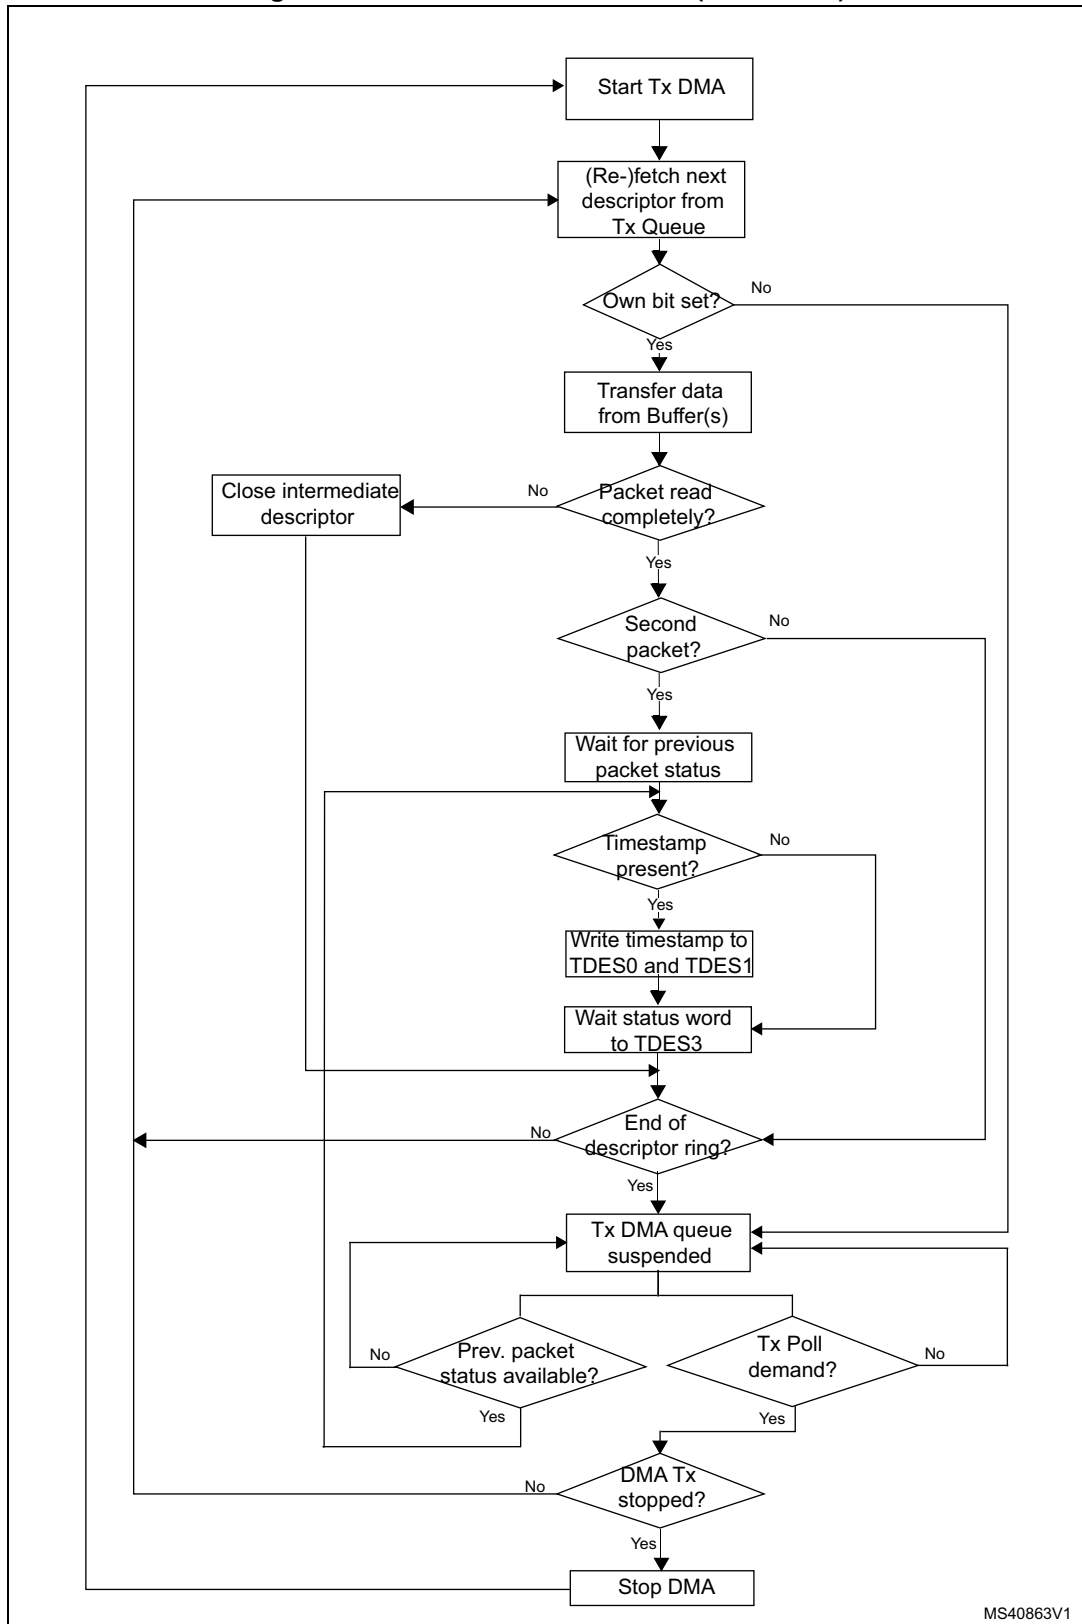 Start Tx DMA
(Re-)fetch next
descriptor from
Tx Queue
Own bit set?
No
Yes
Transfer data
from Buffer(s)
Close intermediate
descriptor
No
Packet read
completely?
Yes
Second
packet?
No
Yes
Wait for previous
packet status
Timestamp
present?
No
Yes
Write timestamp to
TDES0 and TDES1
Wait status word
to TDES3
End of
descriptor ring?
No
Yes
Tx DMA queue
suspended
No
Prev. packet
status available?
Yes
Tx Poll
demand?
No
Yes
No
DMA Tx
stopped?
Yes
Stop DMA
MS40863V1